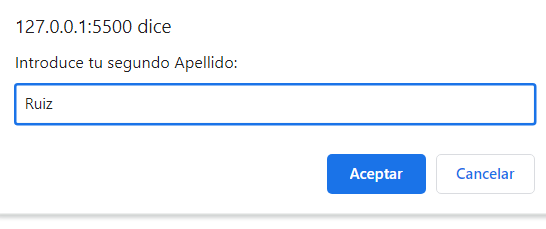 127.0.0.1:5500 dice
Introduce tu segundo Apellido:
Ruiz
Aceptar
Cancelar